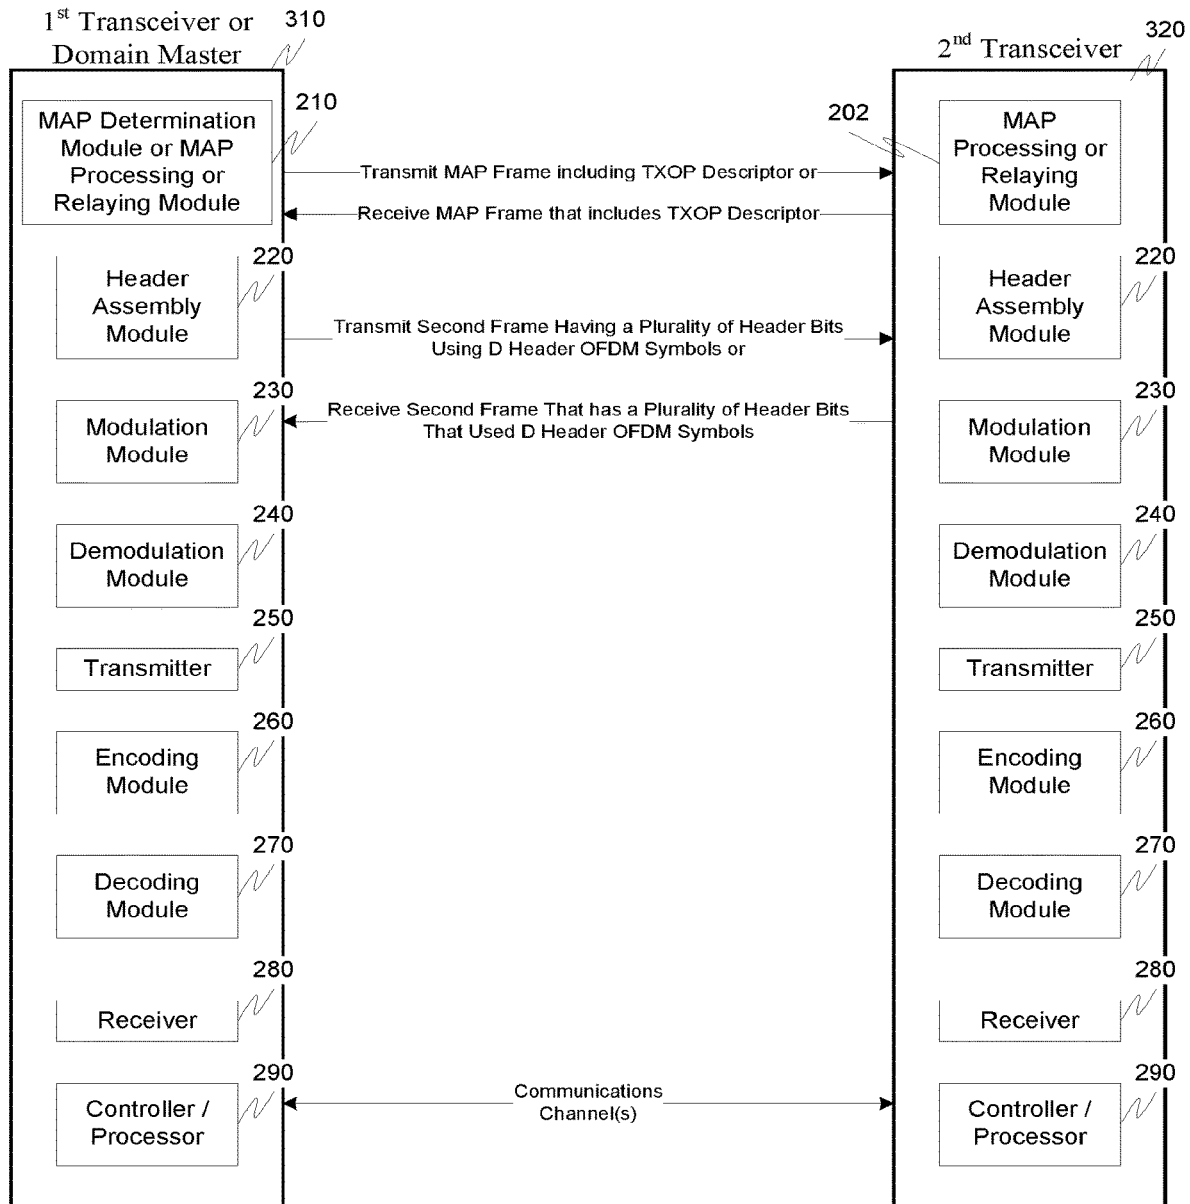 1st Transceiver or
Domain Master
310
2nd Transceiver
320
MAP Determination
Module or MAP
Processing or
Relaying Module
210
202
MAP
Processing or
Relaying
Module
Transmit MAP Frame including TXOP Descriptor or
Receive MAP Frame that includes TXOP Descriptor
Header
Assembly
Module
220
Header
Assembly
Module
220
Transmit Second Frame Having a Plurality of Header Bits
Using D Header OFDM Symbols or
Modulation
Module
230
Receive Second Frame That has a Plurality of Header Bits
That Used D Header OFDM Symbols
Modulation
Module
230
Demodulation
Module
240
Demodulation
Module
240
Transmitter
250
Transmitter
250
Encoding
Module
260
Encoding
Module
260
Decoding
Module
270
Decoding
Module
270
Receiver
280
Receiver
280
Controller /
Processor
290
Communications
Channel(s)
Controller /
Processor
290